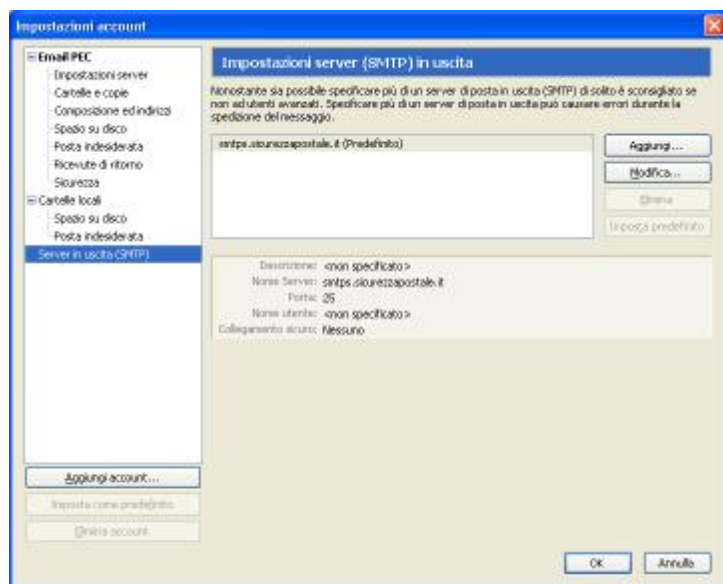 Impostazioni account
Email PEC
Impostazioni server
Cartelle e copie
Composizione ed indirizzi
Spazio su disco
Posta indesiderata
Ricevute di ritorno
Sicurezza
Cartelle locali
Spazio su disco
Posta indesiderata
Server in uscita (SMTP)
Aggiungi account...
Imposta come predefinito
Elimina account
Impostazioni server (SMTP) in uscita
Nonostante sia possibile specificare più di un server di posta in uscita (SMTP) di solito è sconsigliato se
non ad utenti avanzati. Specificare più di un server di posta in uscita può causare errori durante la
spedizione del messaggio.
smtps.sicurezzapostale.it (Predefinito)
Aggiungi...
Modifica...
Elimina
Imposta predefinito
Descrizione: <non specificato>
Nome Server: smtps.sicurezzapostale.it
Porta: 25
Nome utente: <non specificato>
Collegamento sicuro: Nessuno
OK
Annulla